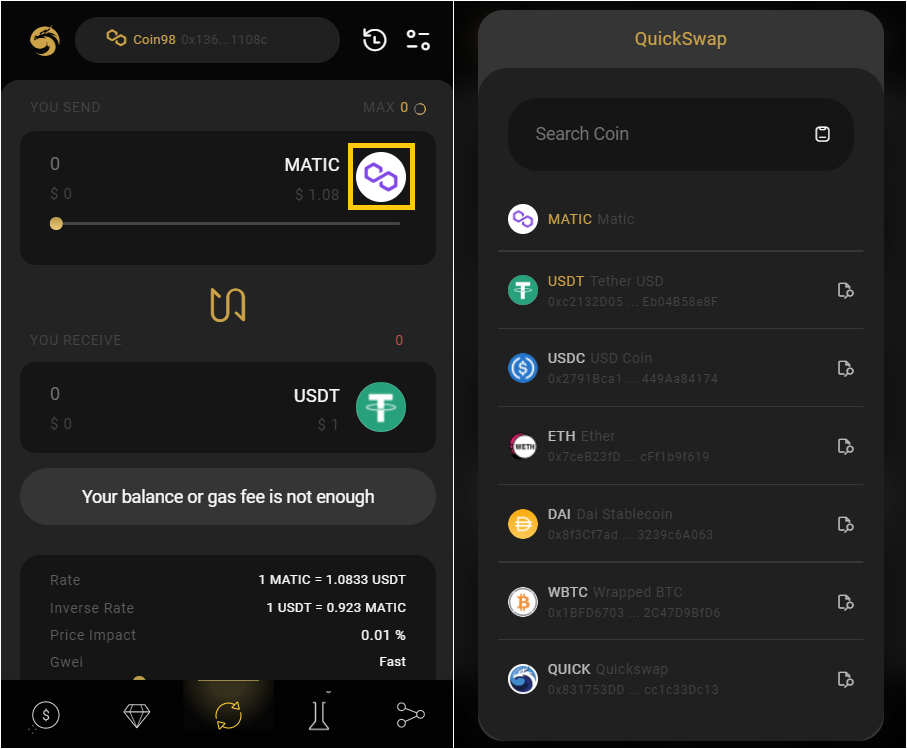 Coin98 0x136...1108c
YOU SEND
MAX 0
0
MATIC
$ 0
$ 1.08
YOU RECEIVE
0
0
USDT
$ 0
$ 1
Your balance or gas fee is not enough
Rate
1 MATIC = 1.0833 USDT
Inverse Rate
1 USDT = 0.923 MATIC
Price Impact
0.01 %
Gwei
Fast
QuickSwap
Search Coin
MATIC Matic
USDT Tether USD
0xc2132D05 ... Eb04B58e8F
USDC USD Coin
0x2791Bca1 ... 449Aa84174
WETH
ETH Ether
0x7ceB23fD ... cFf1b9f619
DAI Dai Stablecoin
0x8f3Cf7ad ... 3239c6A063
WBTC Wrapped BTC
0x1BFD6703 ... 2C47D9BfD6
QUICK Quickswap
0x831753DD ... cc1c33Dc13